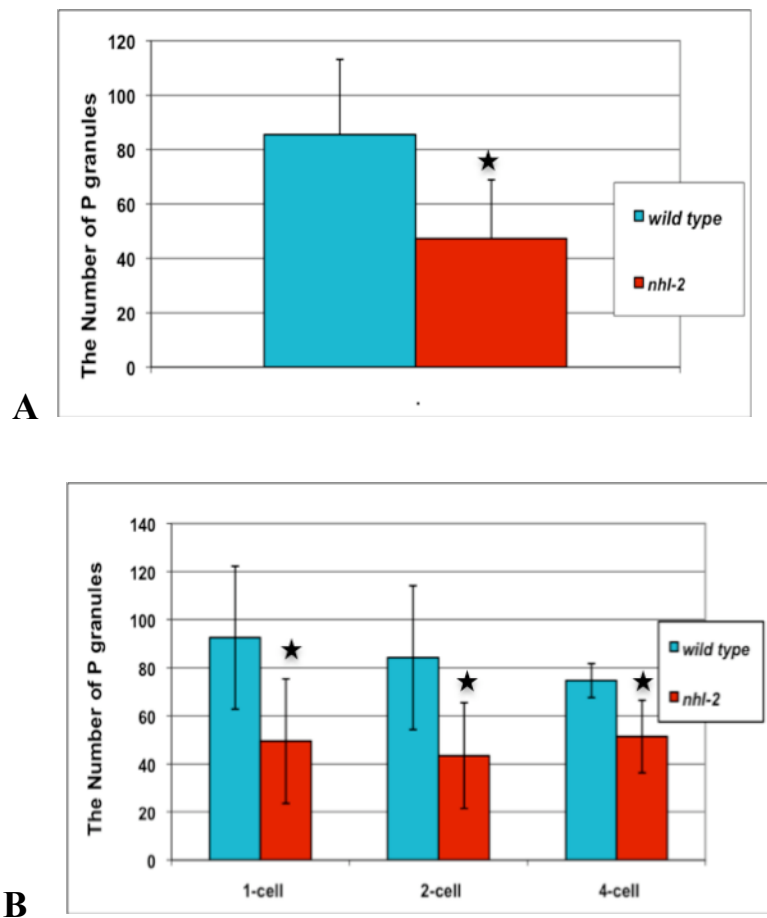 The Number of P granules
120
100
80
60
40
20
0
wild type
nhl-2
A
The Number of P granules
140
120
100
80
60
40
20
0
1-cell
2-cell
4-cell
wild type
nhl-2
B